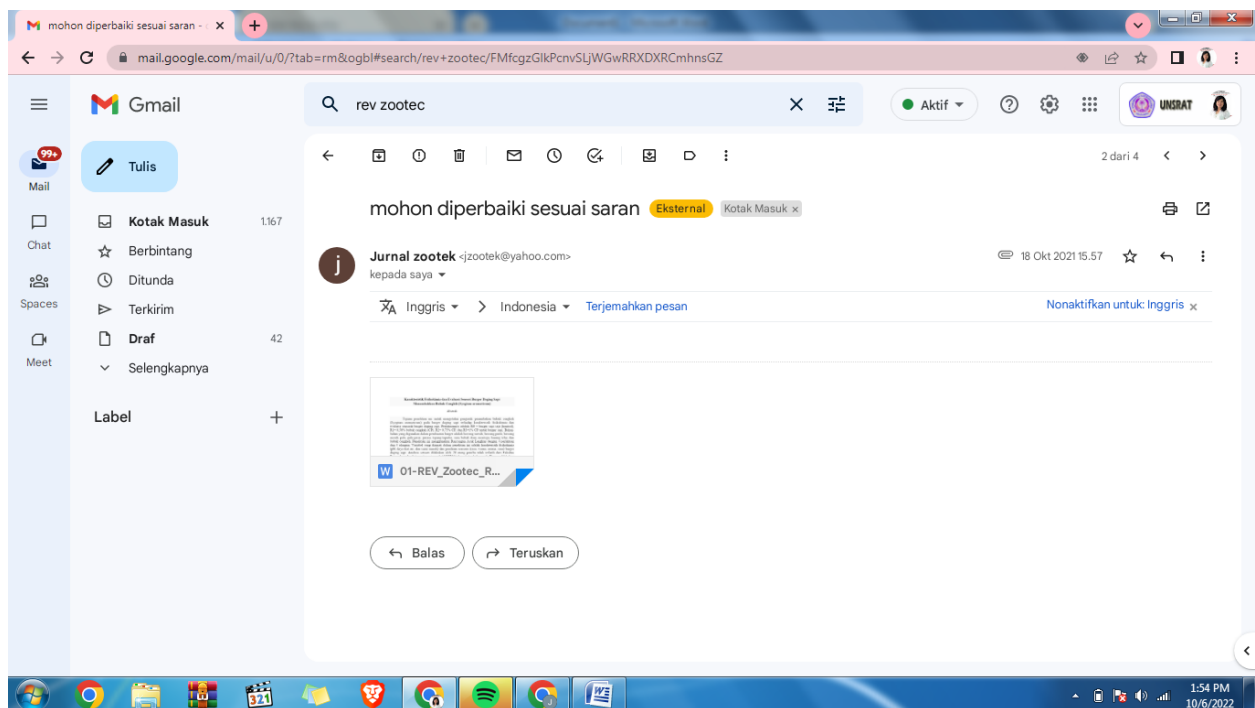 mohon diperbaiki sesuai saran -
mail.google.com/mail/u/0/?tab=rm&ogbl#search/rev+zootec/FMfcgzGlkPcnvSLjWGwRRXDXRCmhnsGZ
Gmail
rev zootec
Aktif
UNSRAT
99+
Mail
Tulis
2 dari 4
Chat
Spaces
Meet
Kotak Masuk 1.167
Berbintang
Ditunda
Terkirim
Draf 42
Selengkapnya
Label
mohon diperbaiki sesuai saran Eksternal Kotak Masuk ×
j
Jurnal zootek <jzootek@yahoo.com> 18 Okt 2021 15.57
kepada saya
Inggris > Indonesia Terjemahkan pesan Nonaktifkan untuk: Inggris ×
W 01-REV_Zootec_R...
Balas Teruskan
321
1:54 PM
10/6/2022